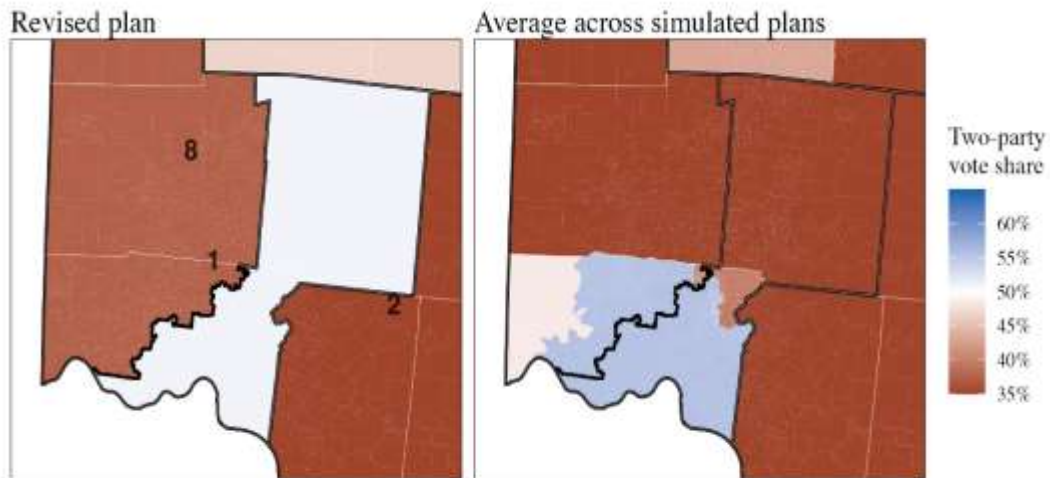 Revised plan
Average across simulated plans
8
1
2
Two-party
vote share
60%
55%
50%
45%
40%
35%